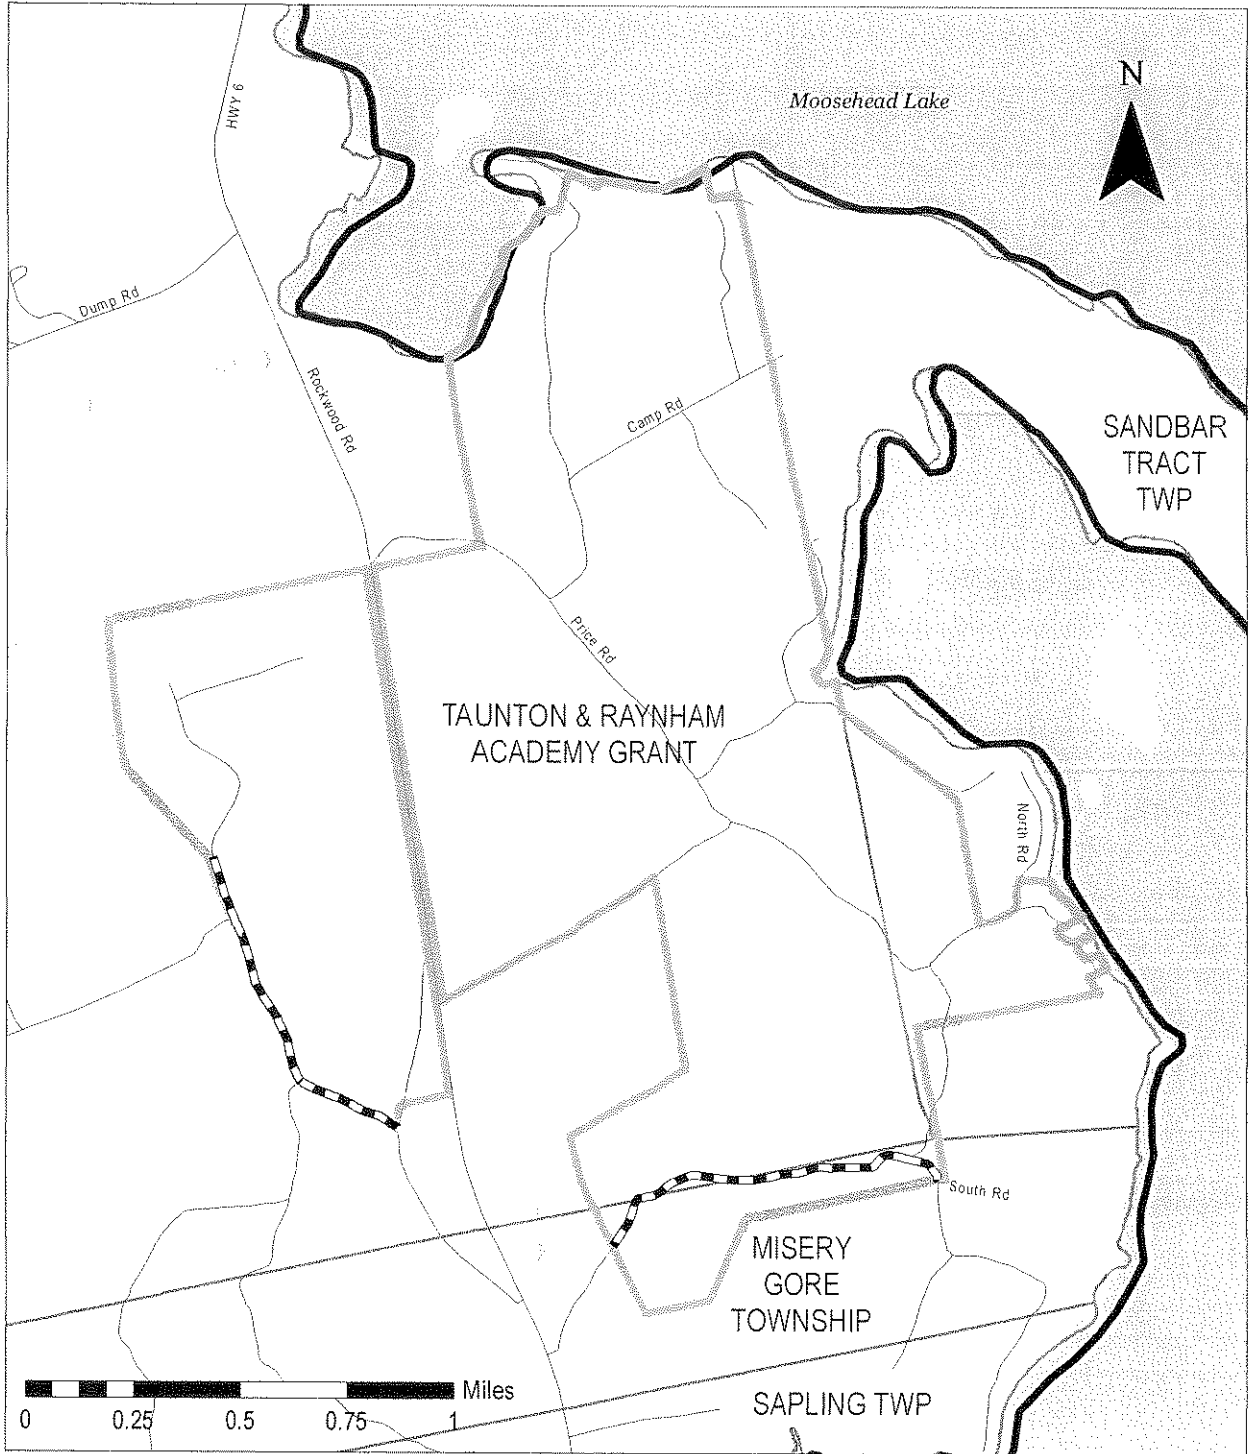 N
Moosehead Lake
HWY 6
Dump Rd
Rockwood Rd
Camp Rd
SANDBAR
TRACT
TWP
Price Rd
TAUNTON & RAYNHAM
ACADEMY GRANT
North Rd
South Rd
MISERY
GORE
TOWNSHIP
Miles
0 0.25 0.5 0.75 1
SAPLING TWP